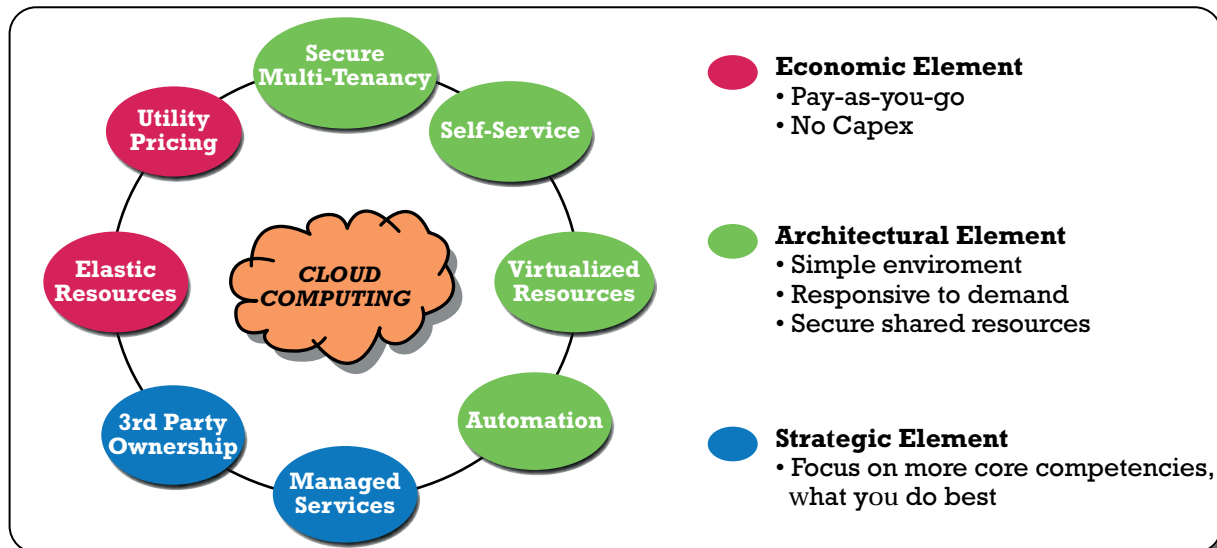 Secure
Multi-Tenancy
Utility
Pricing
Self-Service
Elastic
Resources
CLOUD
COMPUTING
Virtualized
Resources
3rd Party
Ownership
Automation
Managed
Services
Economic Element
• Pay-as-you-go
• No Capex
Architectural Element
• Simple enviroment
• Responsive to demand
• Secure shared resources
Strategic Element
• Focus on more core competencies,
what you do best